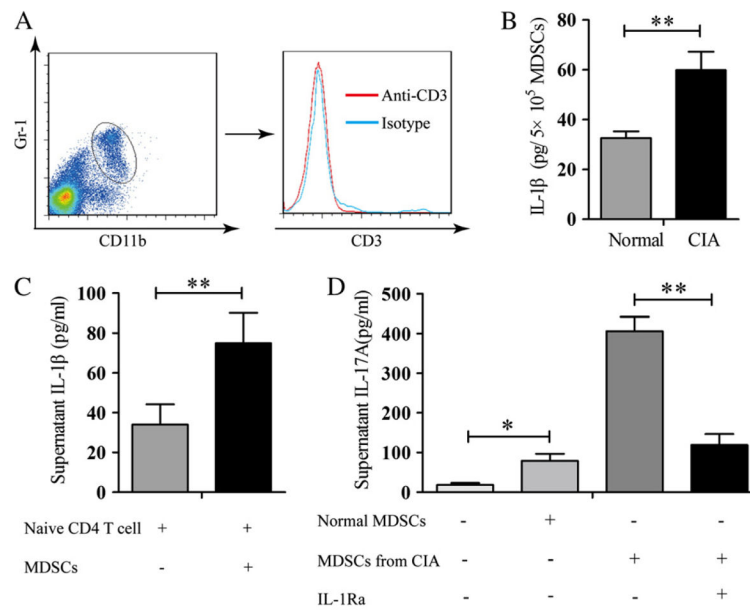 A
Gr-1
CD11b
Anti-CD3
Isotype
CD3
B
IL-1β (pg/ 5× 10⁵ MDSCs)
80
60
40
20
0
**
Normal CIA
C
Supernatant IL-1β (pg/ml)
100
80
60
40
20
0
**
Naive CD4 T cell + +
MDSCs - +
D
Supernatant IL-17A(pg/ml)
500
400
300
200
100
0
*
**
Normal MDSCs - + - -
MDSCs from CIA - - + +
IL-1Ra - - - +